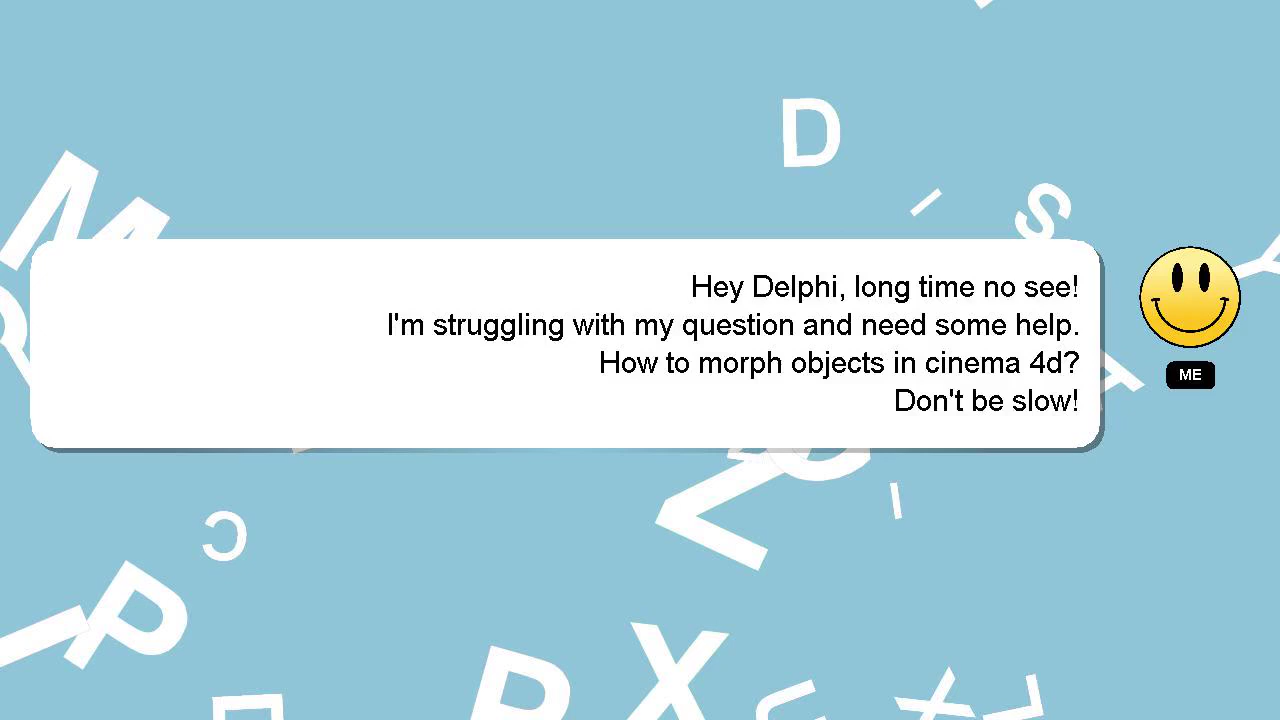 Hey Delphi, long time no see!
I'm struggling with my question and need some help.
How to morph objects in cinema 4d?
Don't be slow!
ME
D
I
S
M
A
Z
I
C
P
P
X
U
X